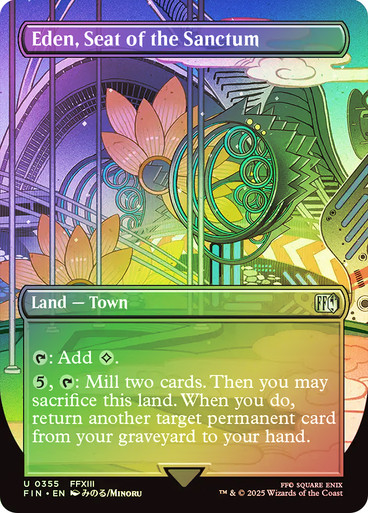 Eden, Seat of the Sanctum
Land — Town
FF
: Add .
5, : Mill two cards. Then you may
sacrifice this land. When you do,
return another target permanent card
from your graveyard to your hand.
U 0355 FFXIII
FIN • EN みのる/MINORU
FF© SQUARE ENIX
™ & © 2025 Wizards of the Coast